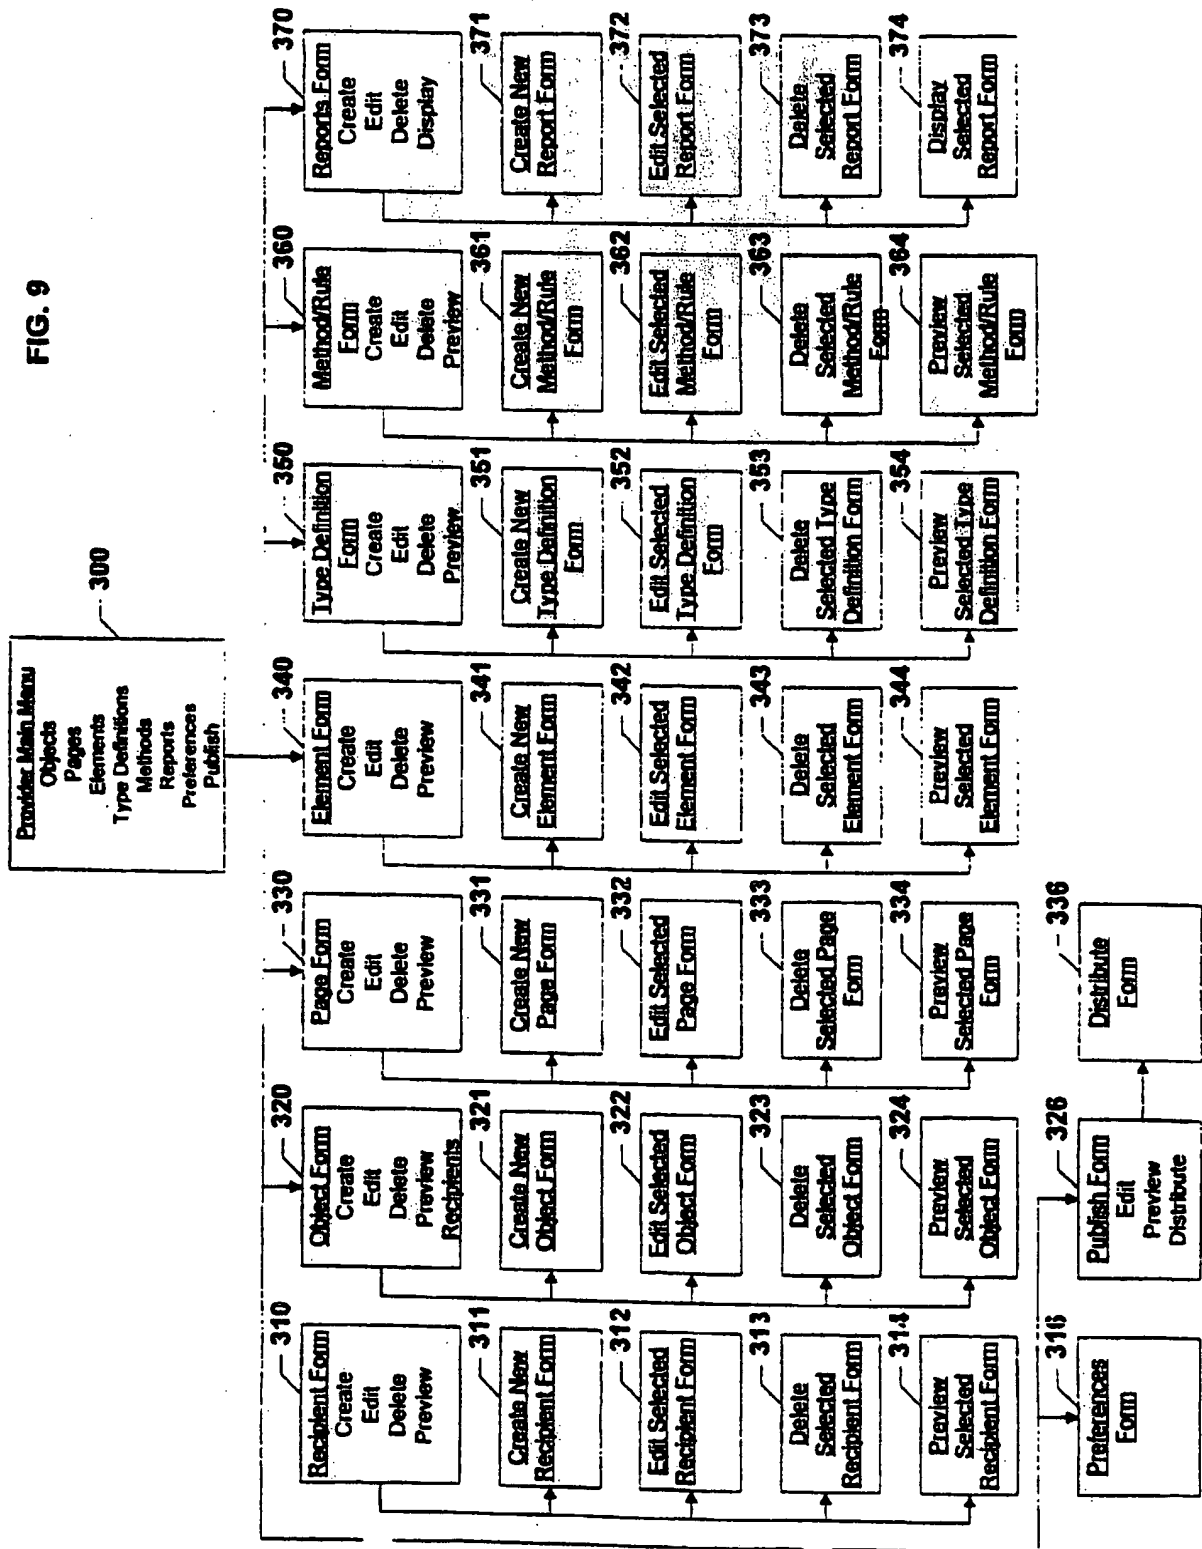 FIG. 9
300
Provider Main Menu
Objects
Pages
Elements
Type Definitions
Methods
Reports
Preferences
Publish
310
Recipient Form
Create
Edit
Delete
Preview
320
Object Form
Create
Edit
Delete
Preview
Recipients
330
Page Form
Create
Edit
Delete
Preview
340
Element Form
Create
Edit
Delete
Preview
350
Type Definition
Form
Create
Edit
Delete
Preview
360
Method/Rule
Form
Create
Edit
Delete
Preview
370
Reports Form
Create
Edit
Delete
Display
311
Create New
Recipient Form
321
Create New
Object Form
331
Create New
Page Form
341
Create New
Element Form
351
Create New
Type Definition
Form
361
Create New
Method/Rule
Form
371
Create New
Report Form
312
Edit Selected
Recipient Form
322
Edit Selected
Object Form
332
Edit Selected
Page Form
342
Edit Selected
Element Form
352
Edit Selected
Type Definition
Form
362
Edit Selected
Method/Rule
Form
372
Edit Selected
Report Form
313
Delete
Selected
Recipient Form
323
Delete
Selected
Object Form
333
Delete
Selected Page
Form
343
Delete
Selected
Element Form
353
Delete
Selected Type
Definition Form
363
Delete
Selected
Method/Rule
Form
373
Delete
Selected
Report Form
314
Preview
Selected
Recipient Form
324
Preview
Selected
Object Form
334
Preview
Selected Page
Form
344
Preview
Selected
Element Form
354
Preview
Selected Type
Definition Form
364
Preview
Selected
Method/Rule
Form
374
Display
Selected
Report Form
316
Preferences
Form
326
Publish Form
Edit
Preview
Distribute
336
Distribute
Form